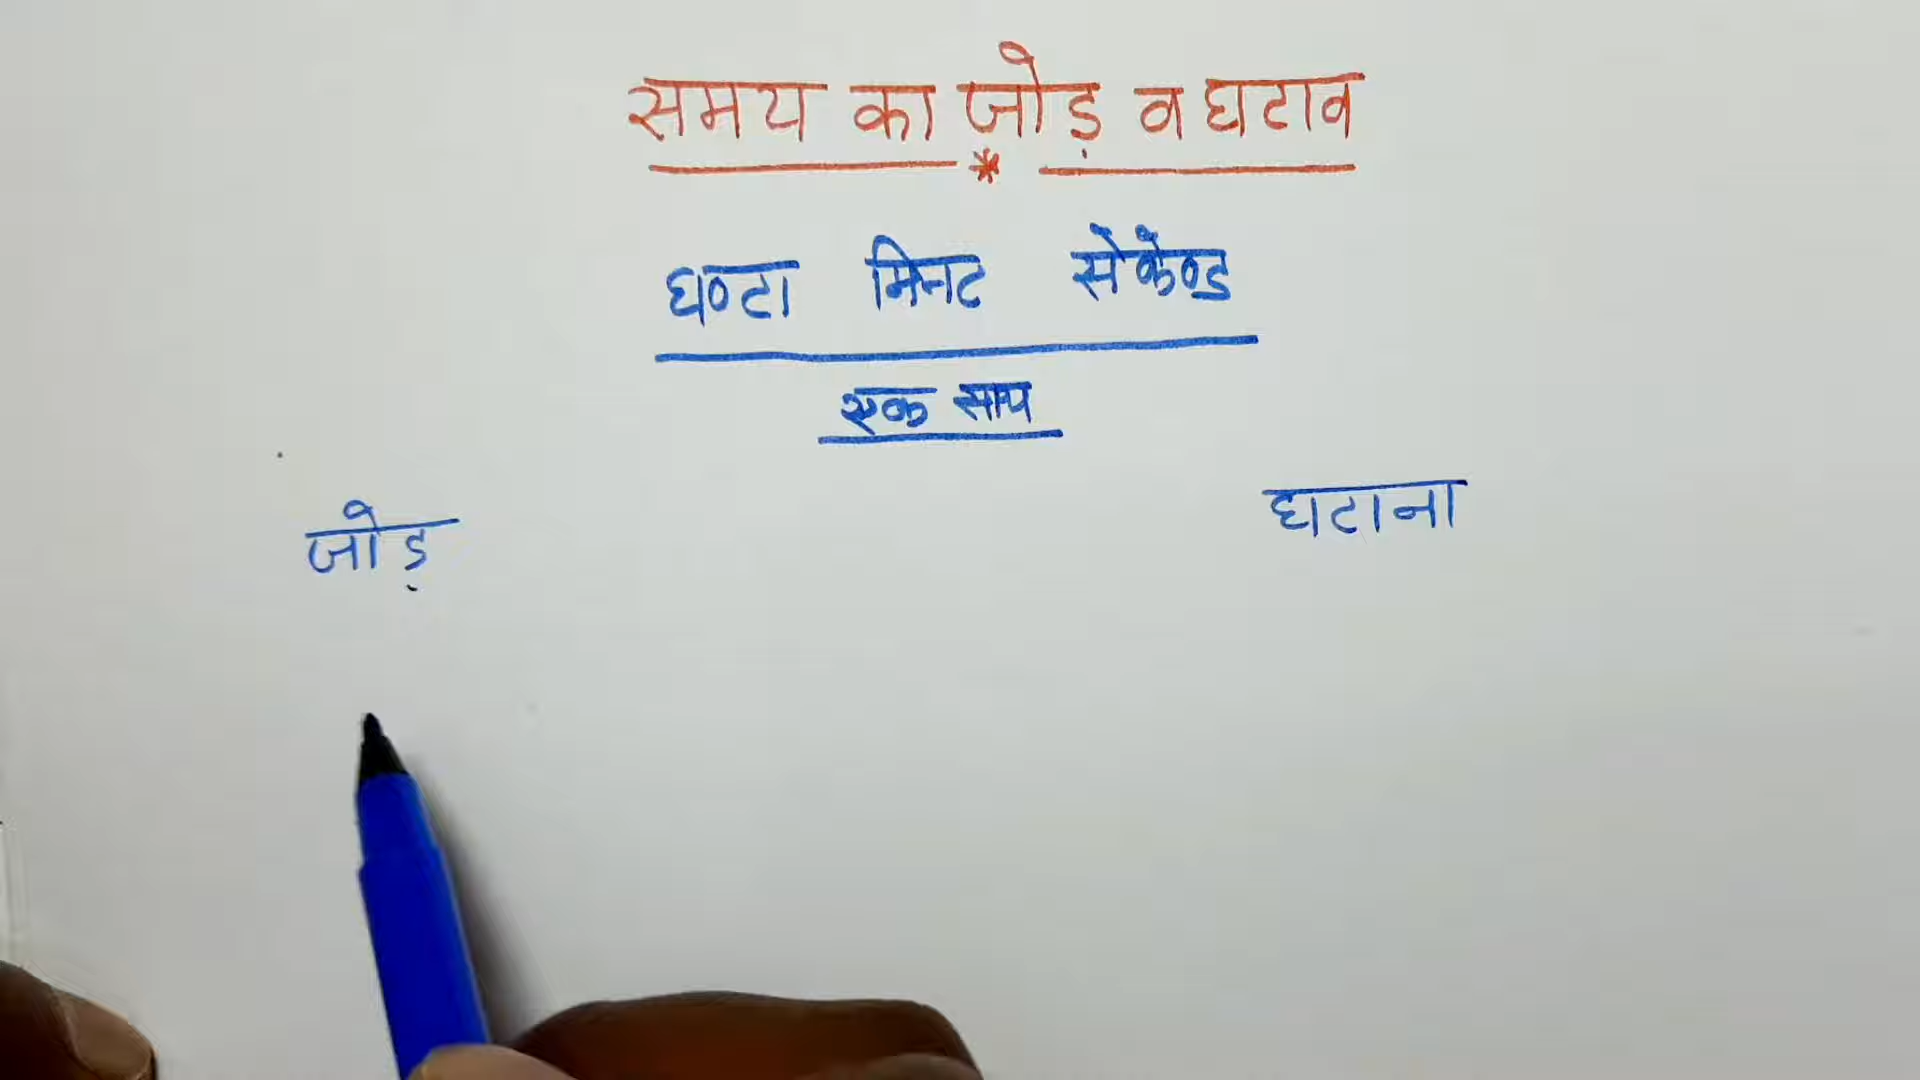 समय का जोड़ व घटाव
घण्टा मिनट सेकेण्ड
एक साथ
जोड़
घटाना